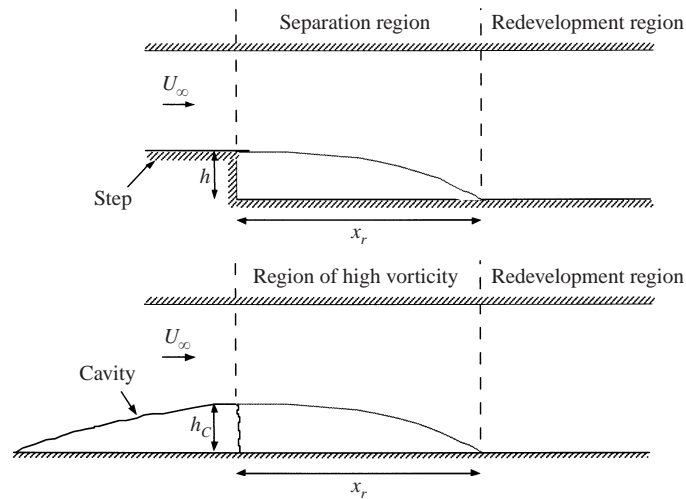 Separation region
Redevelopment region
U∞
h
Step
x_r
Region of high vorticity
Redevelopment region
U∞
Cavity
h_C
x_r